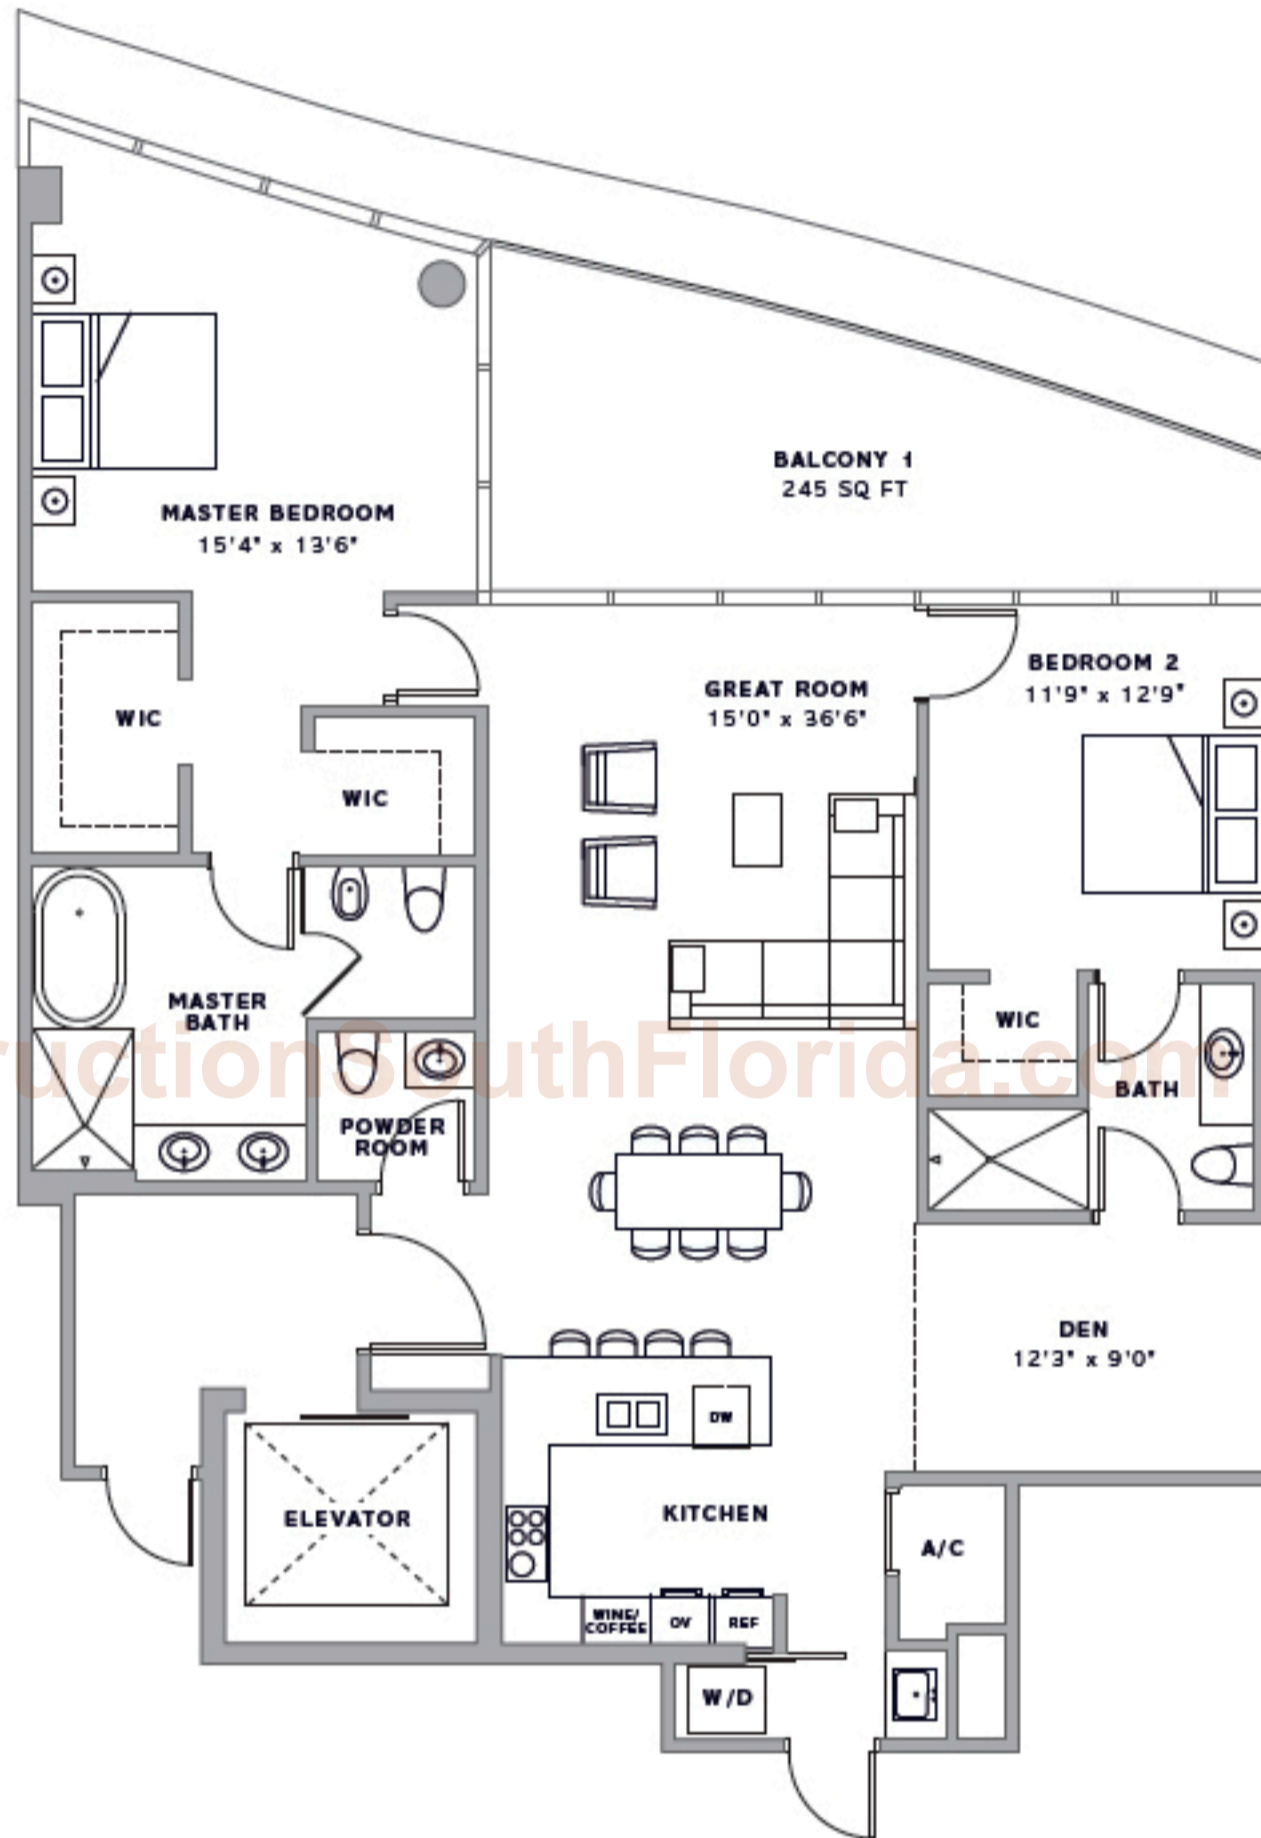 BALCONY 1
245 SQ FT
MASTER BEDROOM
15'4" x 13'6"
BEDROOM 2
11'9" x 12'9"
GREAT ROOM
15'0" x 36'6"
WIC
WIC
MASTER
BATH
WIC
uctionSouthFlorida.com
BATH
POWDER
ROOM
DEN
12'3" x 9'0"
DW
KITCHEN
ELEVATOR
A/C
WINE/
COFFEE
OV
REF
W/D